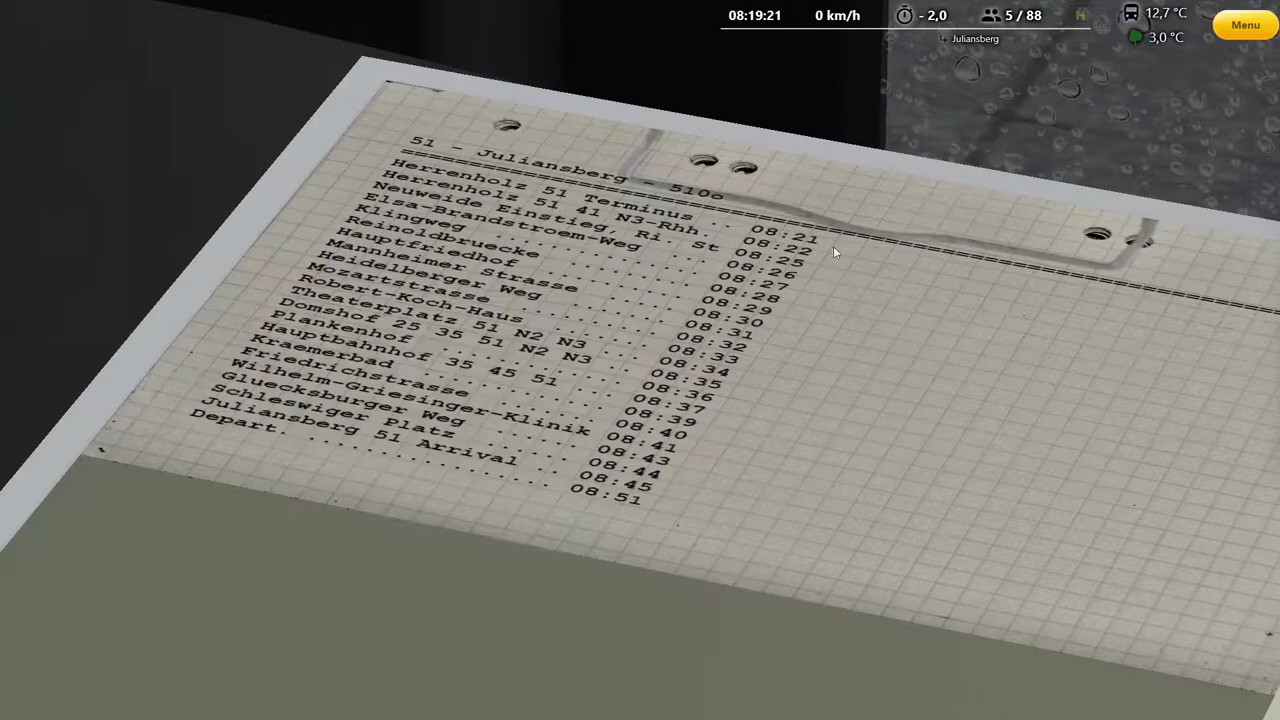 08:19:21 0 km/h - 2,0 5 / 88 H 12,7 °C Menu
↳ Juliansberg 3,0 °C
51 - Juliansberg - 510o
Herrenholz 51 Terminus .. 08:21
Herrenholz 51 41 N3-Rhh. 08:22
Neuweide Einstieg, Ri. St 08:25
Elsa-Brandstroem-Weg ... 08:26
Klingweg ............... 08:27
Reinoldbruecke ......... 08:28
Hauptfriedhof .......... 08:29
Mannheimer Strasse ..... 08:30
Heidelberger Weg ....... 08:31
Mozartstrasse .......... 08:32
Robert-Koch-Haus ....... 08:33
Theaterplatz 51 N2 N3 ... 08:34
Domshof 25 35 51 N2 N3 .. 08:35
Plankenhof ............. 08:36
Hauptbahnhof 35 45 51 ... 08:37
Kraemerbad ............. 08:39
Friedrichstrasse ....... 08:40
Wilhelm-Griesinger-Klinik 08:41
Gluecksburger Weg ...... 08:43
Schleswiger Platz ...... 08:44
Juliansberg 51 Arrival .. 08:45
Depart. ................ 08:51